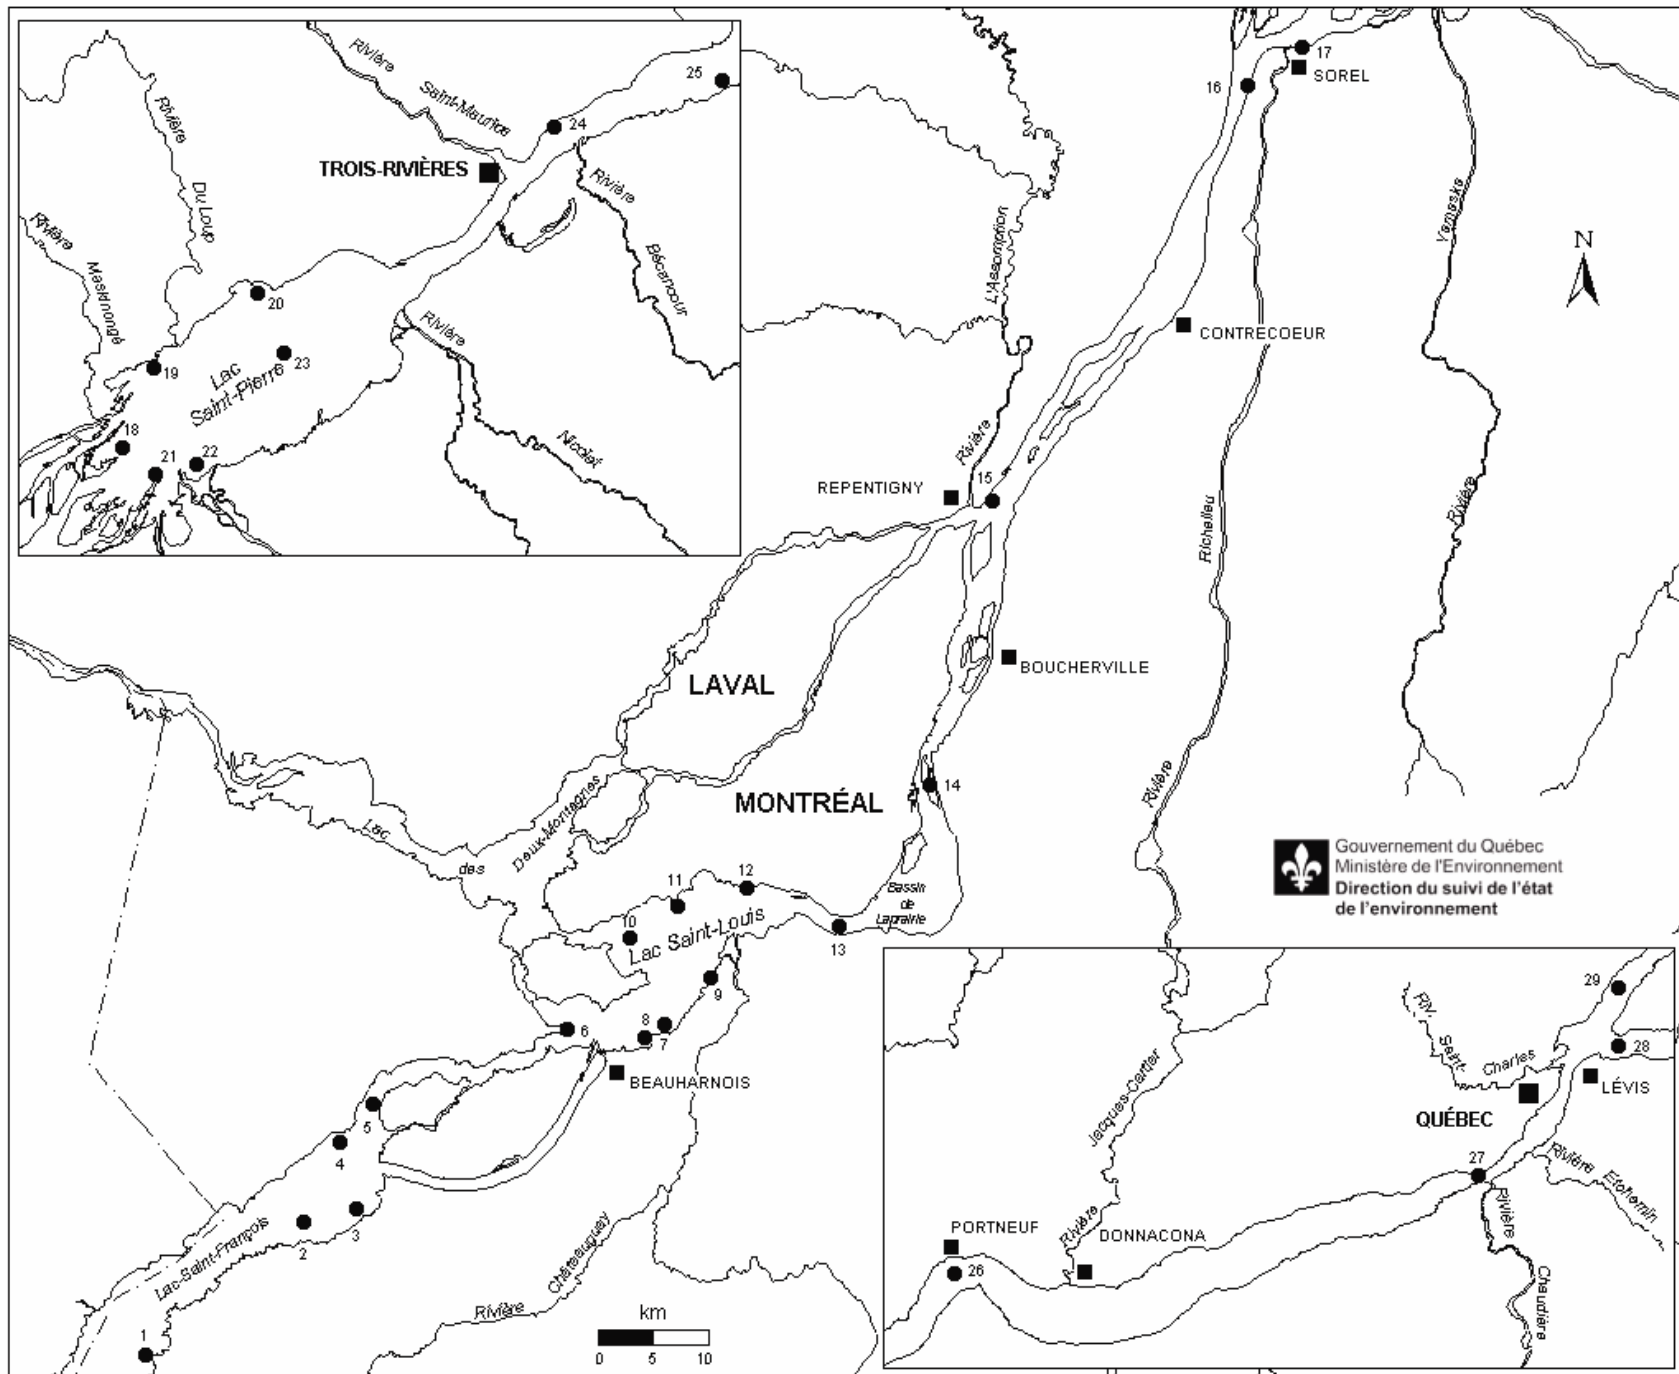 Rivière
Saint-Maurice
25
24
TROIS-RIVIÈRES
Rivière
Du Loup
Rivière
Maskinongé
Rivière
Bécancour
20
Rivière
19
Lac
Saint-Pierre
23
18
21
22
Nicolet
17
SOREL
16
Yamaska
Rivière
N
L'Assomption
Rivière
CONTRECOEUR
15
REPENTIGNY
Richelieu
Rivière
BOUCHERVILLE
LAVAL
14
MONTRÉAL
Lac
des
Deux-Montagnes
Gouvernement du Québec
Ministère de l'Environnement
Direction du suivi de l'état
de l'environnement
12
11
Bassin
de
Laprairie
10
Lac Saint-Louis
13
9
8
7
6
BEAUHARNOIS
5
4
3
2
Lac-Saint-François
1
Rivière
Châteauguay
km
0 5 10
29
Riv.
Saint-
Charles
28
LÉVIS
QUÉBEC
Jacques-Cartier
Rivière
27
Rivière Etchemin
Rivière
Chaudière
PORTNEUF
DONNACONA
26